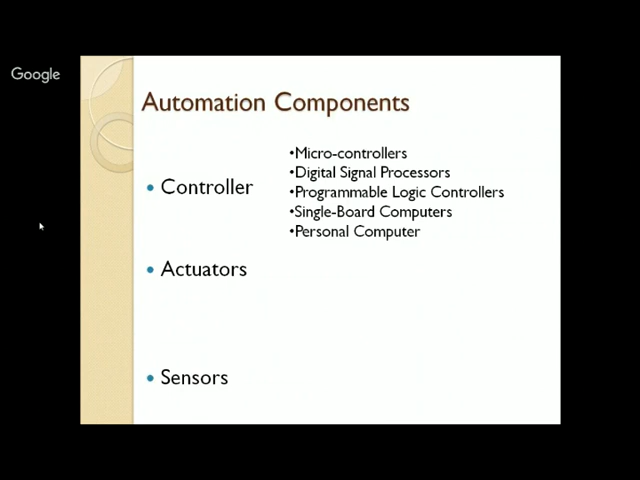 Google
Automation Components
•Micro-controllers
•Digital Signal Processors
• Controller
•Programmable Logic Controllers
•Single-Board Computers
•Personal Computer
• Actuators
• Sensors